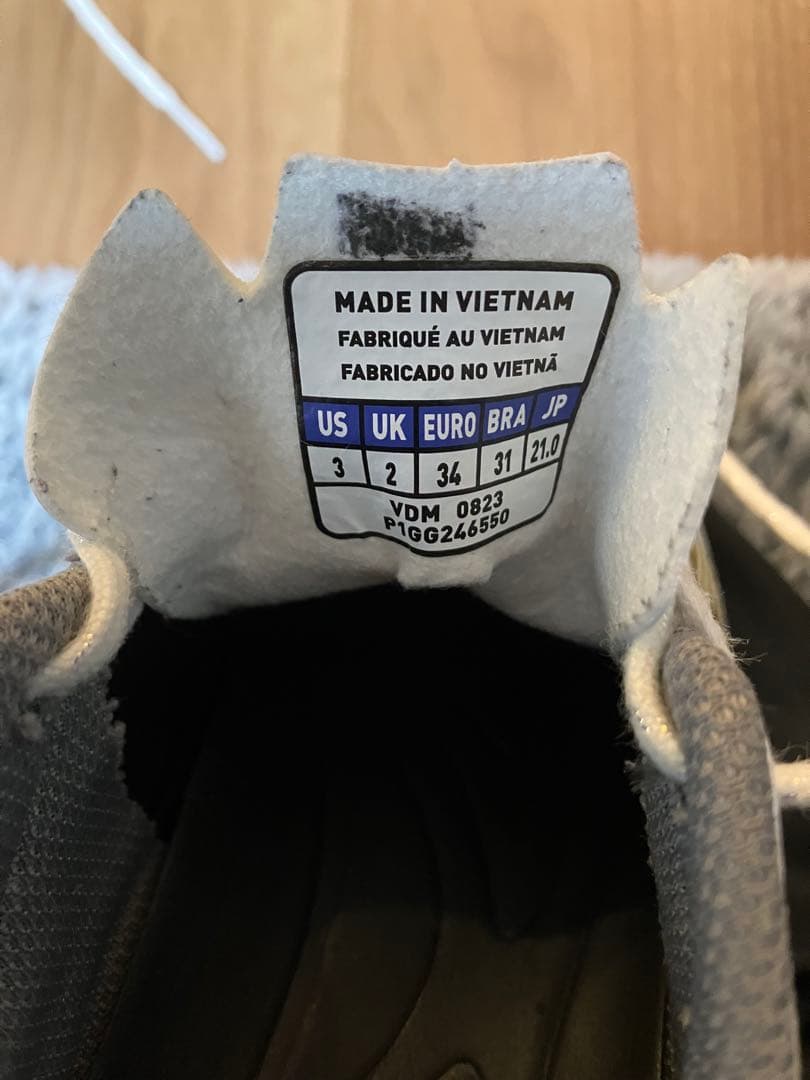 MADE IN VIETNAM
FABRIQUÉ AU VIETNAM
FABRICADO NO VIETNÃ
US UK EURO BRA JP
3 2 34 31 21.0
VDM 0823
P1GG246550